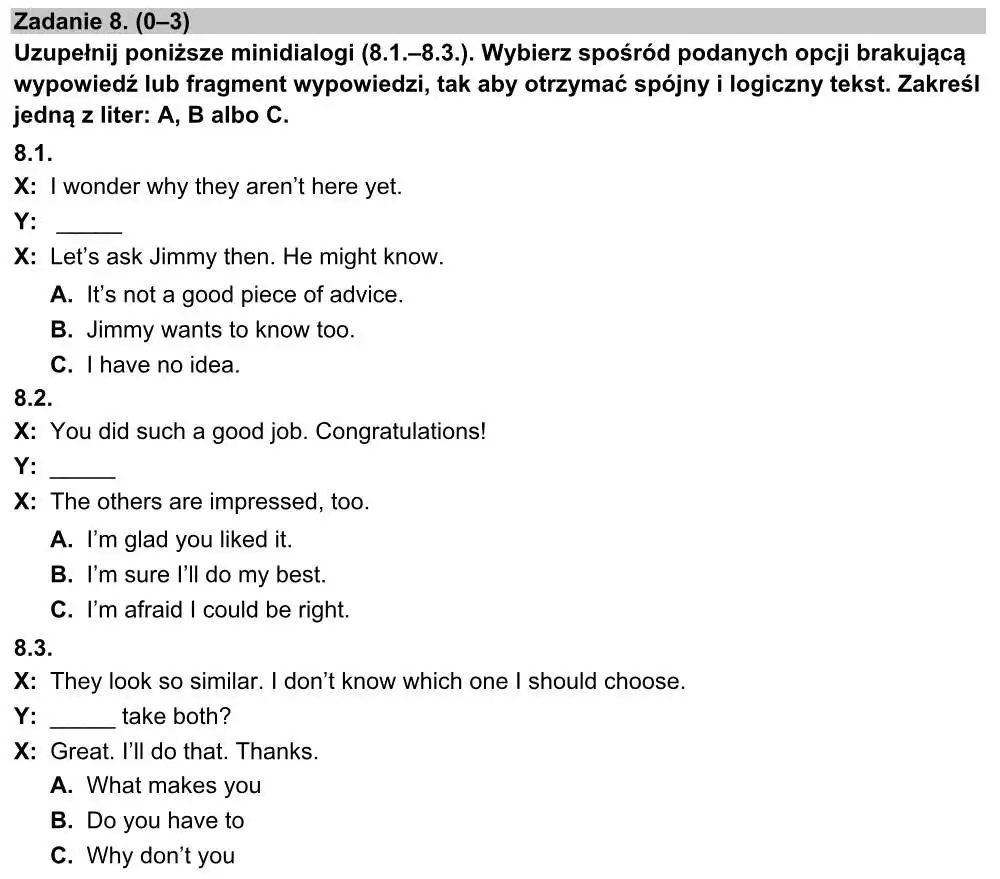 Zadanie 8. (0–3)
Uzupełnij poniższe minidialogi (8.1.–8.3.). Wybierz spośród podanych opcji brakującą
wypowiedź lub fragment wypowiedzi, tak aby otrzymać spójny i logiczny tekst. Zakreśl
jedną z liter: A, B albo C.
8.1.
X: I wonder why they aren’t here yet.
Y: _____
X: Let’s ask Jimmy then. He might know.
A. It’s not a good piece of advice.
B. Jimmy wants to know too.
C. I have no idea.
8.2.
X: You did such a good job. Congratulations!
Y: _____
X: The others are impressed, too.
A. I’m glad you liked it.
B. I’m sure I’ll do my best.
C. I’m afraid I could be right.
8.3.
X: They look so similar. I don’t know which one I should choose.
Y: _____ take both?
X: Great. I’ll do that. Thanks.
A. What makes you
B. Do you have to
C. Why don’t you